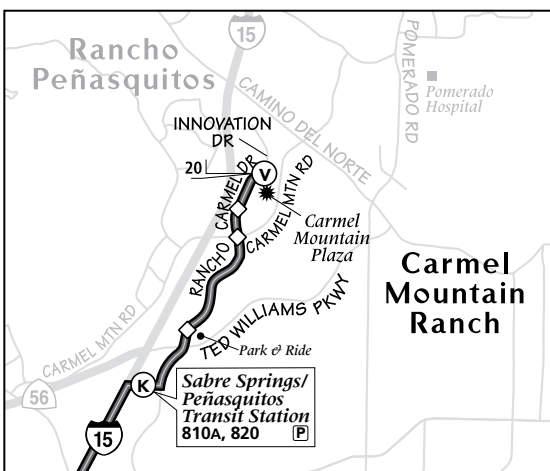 15
Rancho
Peñasquitos
POMERADO RD
Pomerado
Hospital
CAMINO DEL NORTE
INNOVATION
DR
20
V
RANCHO CARMEL DR
CARMEL MTN RD
Carmel
Mountain
Plaza
Carmel
Mountain
Ranch
TED WILLIAMS PKWY
Park & Ride
CARMEL MTN RD
56
K
Sabre Springs/
Peñasquitos
Transit Station
810A, 820 P
15